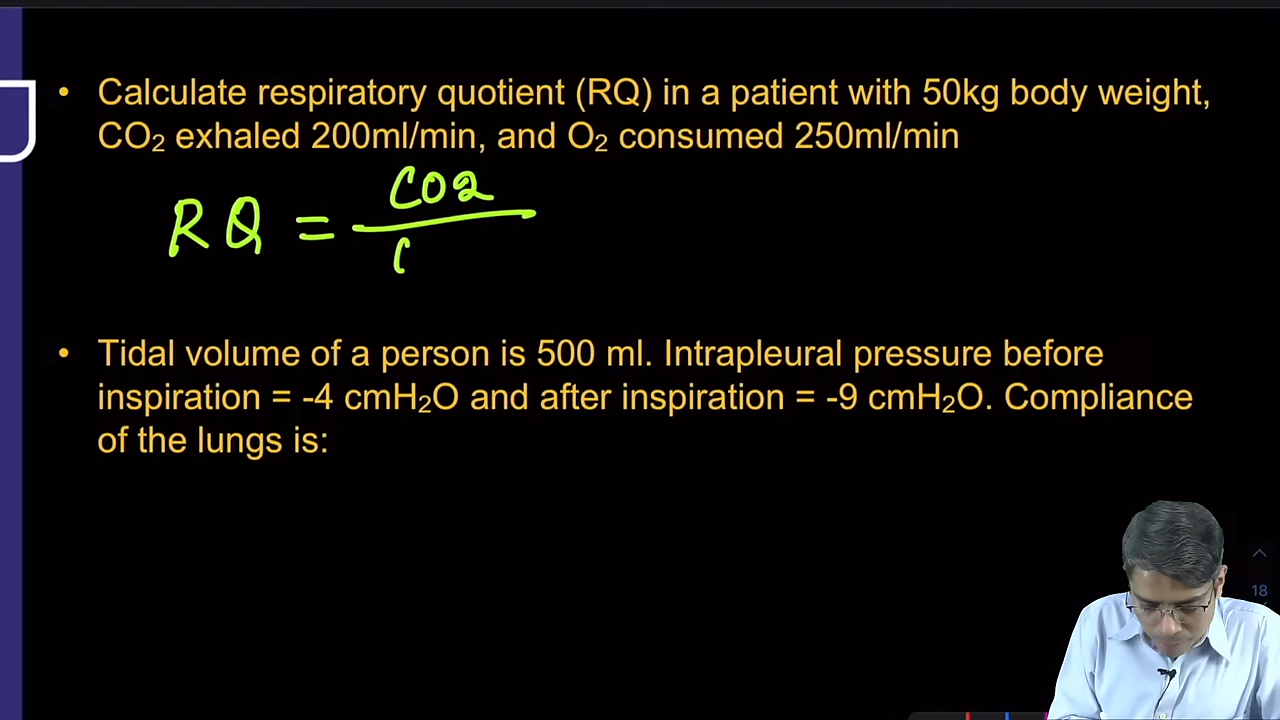 • Calculate respiratory quotient (RQ) in a patient with 50kg body weight,
CO₂ exhaled 200ml/min, and O₂ consumed 250ml/min
RQ = CO2
• Tidal volume of a person is 500 ml. Intrapleural pressure before
inspiration = -4 cmH₂O and after inspiration = -9 cmH₂O. Compliance
of the lungs is:
18